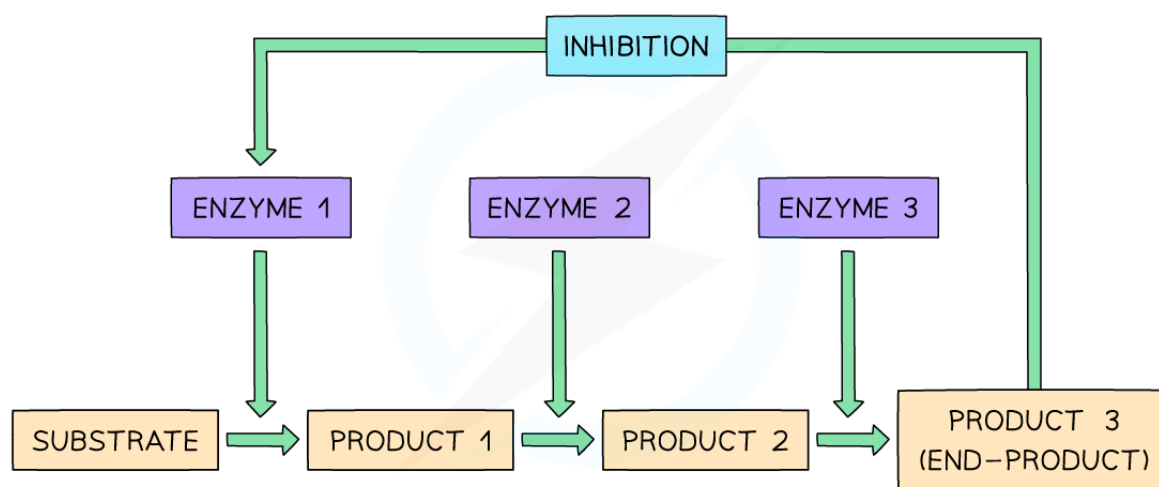 INHIBITION
ENZYME 1
ENZYME 2
ENZYME 3
SUBSTRATE
PRODUCT 1
PRODUCT 2
PRODUCT 3
(END-PRODUCT)